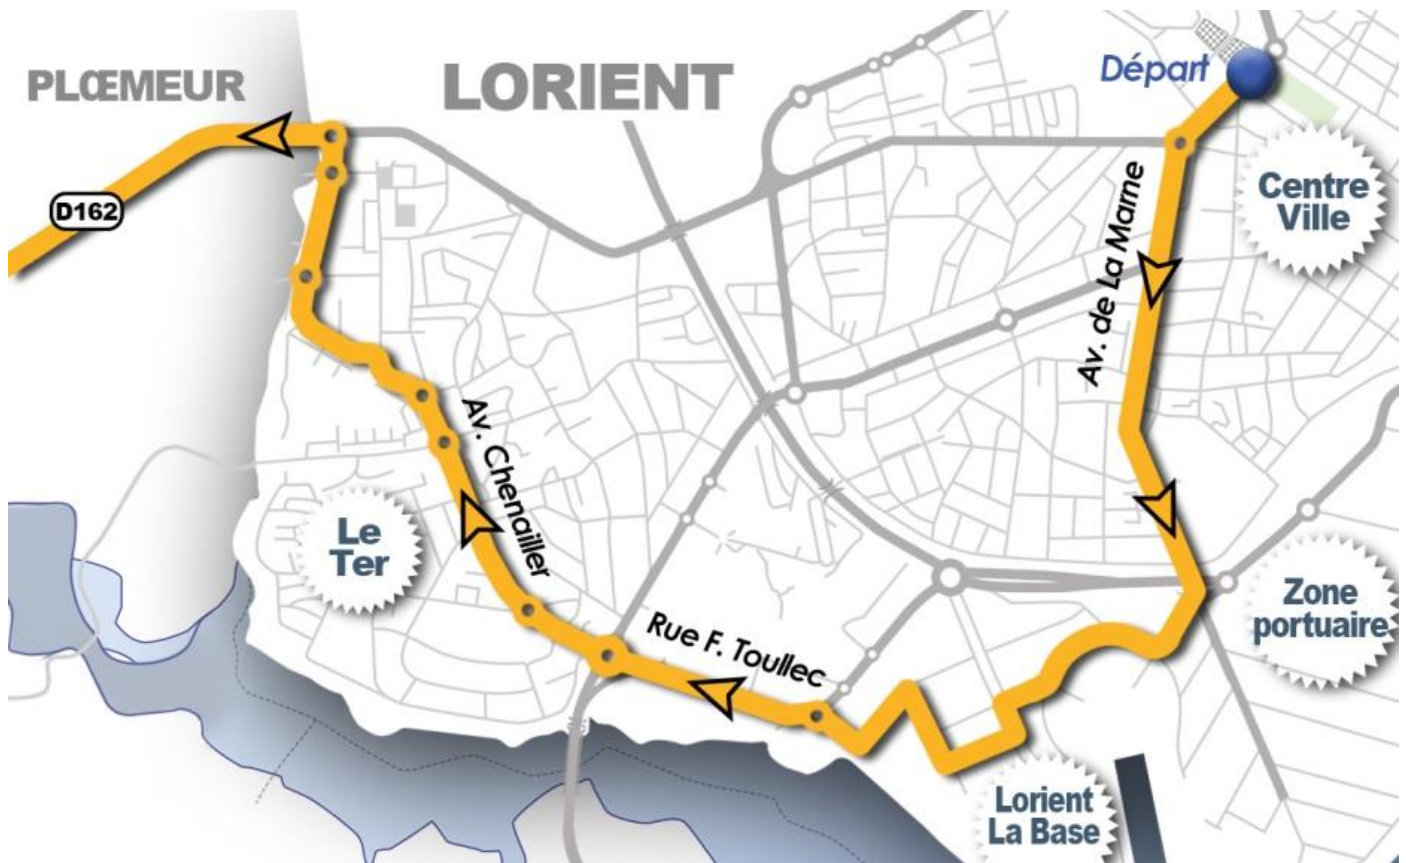 PLŒMEUR
LORIENT
Départ
Centre
Ville
D162
Av. de La Marne
Av. Chenailler
Le
Ter
Zone
portuaire
Rue F. Toullec
Lorient
La Base